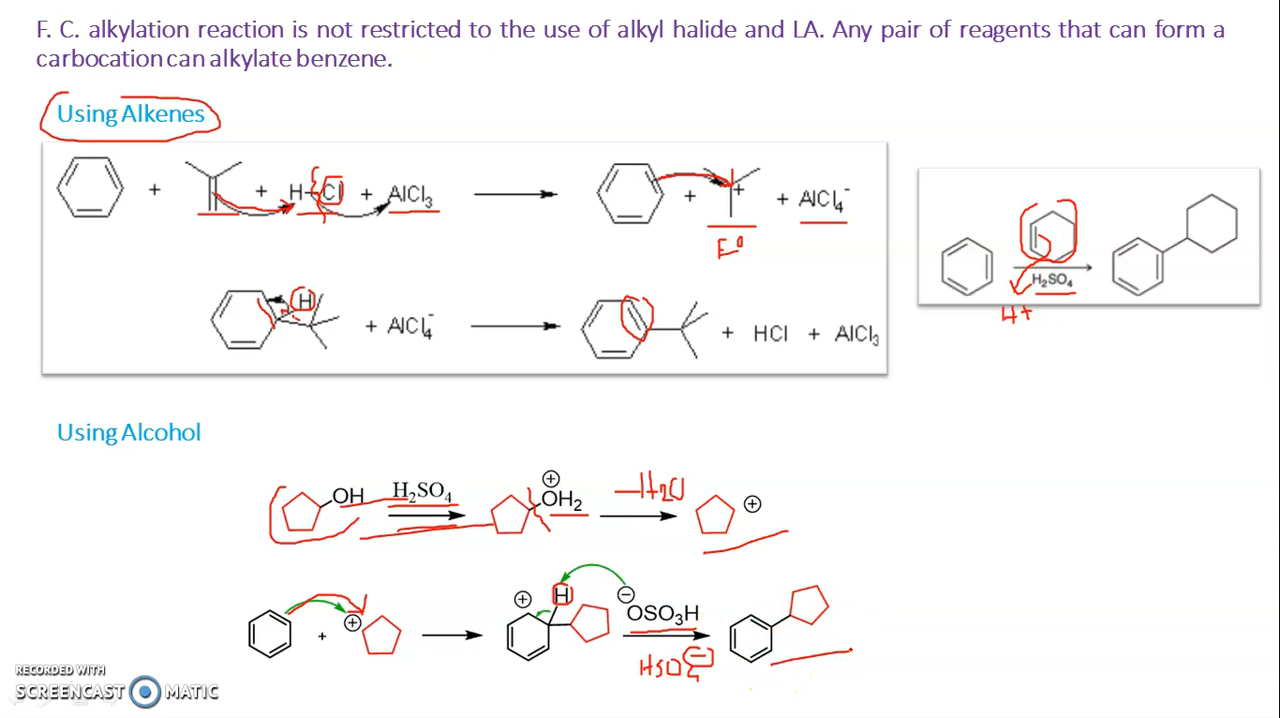 F. C. alkylation reaction is not restricted to the use of alkyl halide and LA. Any pair of reagents that can form a
carbocation can alkylate benzene.
Using Alkenes
+ + H-Cl + AlCl3 + + + AlCl4-
E⊕
H + AlCl4- + HCl + AlCl3
H2SO4
H+
Using Alcohol
OH H2SO4 ⊕ OH2 –H2O ⊕
+ ⊕ ⊕ H ⊖ OSO3H
HSO4⊖
RECORDED WITH
SCREENCAST MATIC